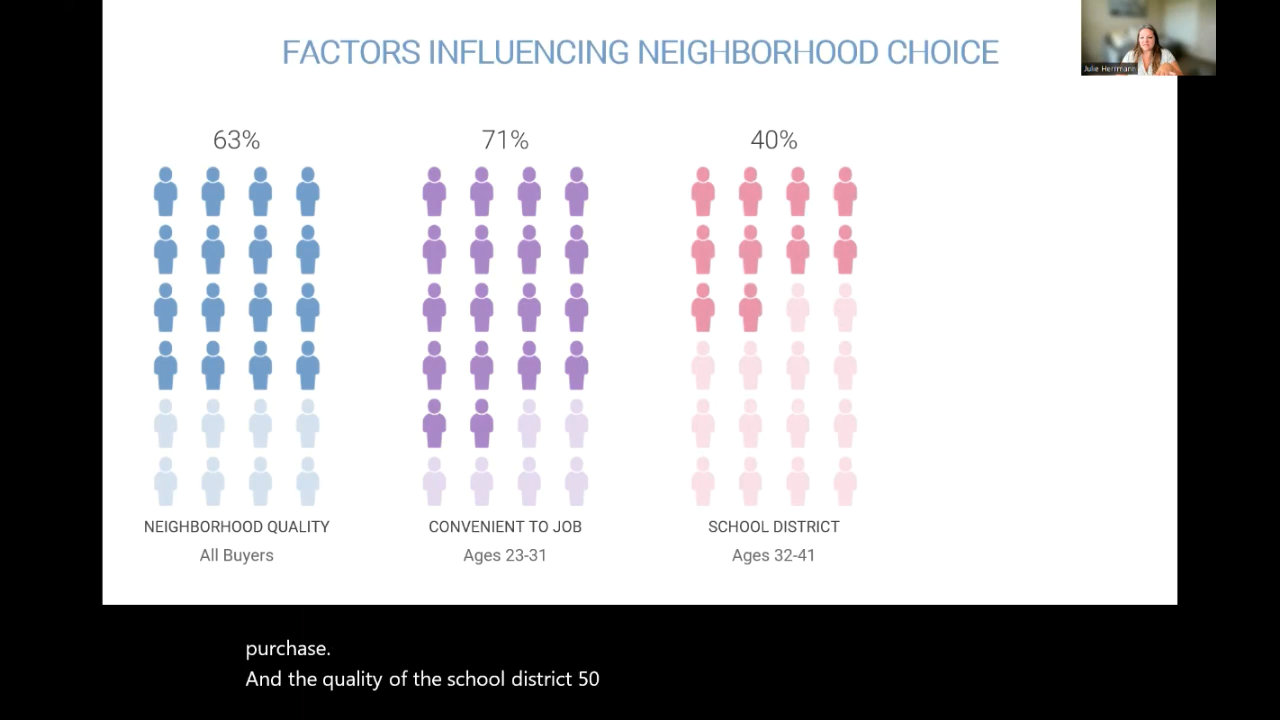 FACTORS INFLUENCING NEIGHBORHOOD CHOICE
Julie Herrmann
63%
71%
40%
NEIGHBORHOOD QUALITY
CONVENIENT TO JOB
SCHOOL DISTRICT
All Buyers
Ages 23-31
Ages 32-41
purchase.
And the quality of the school district 50